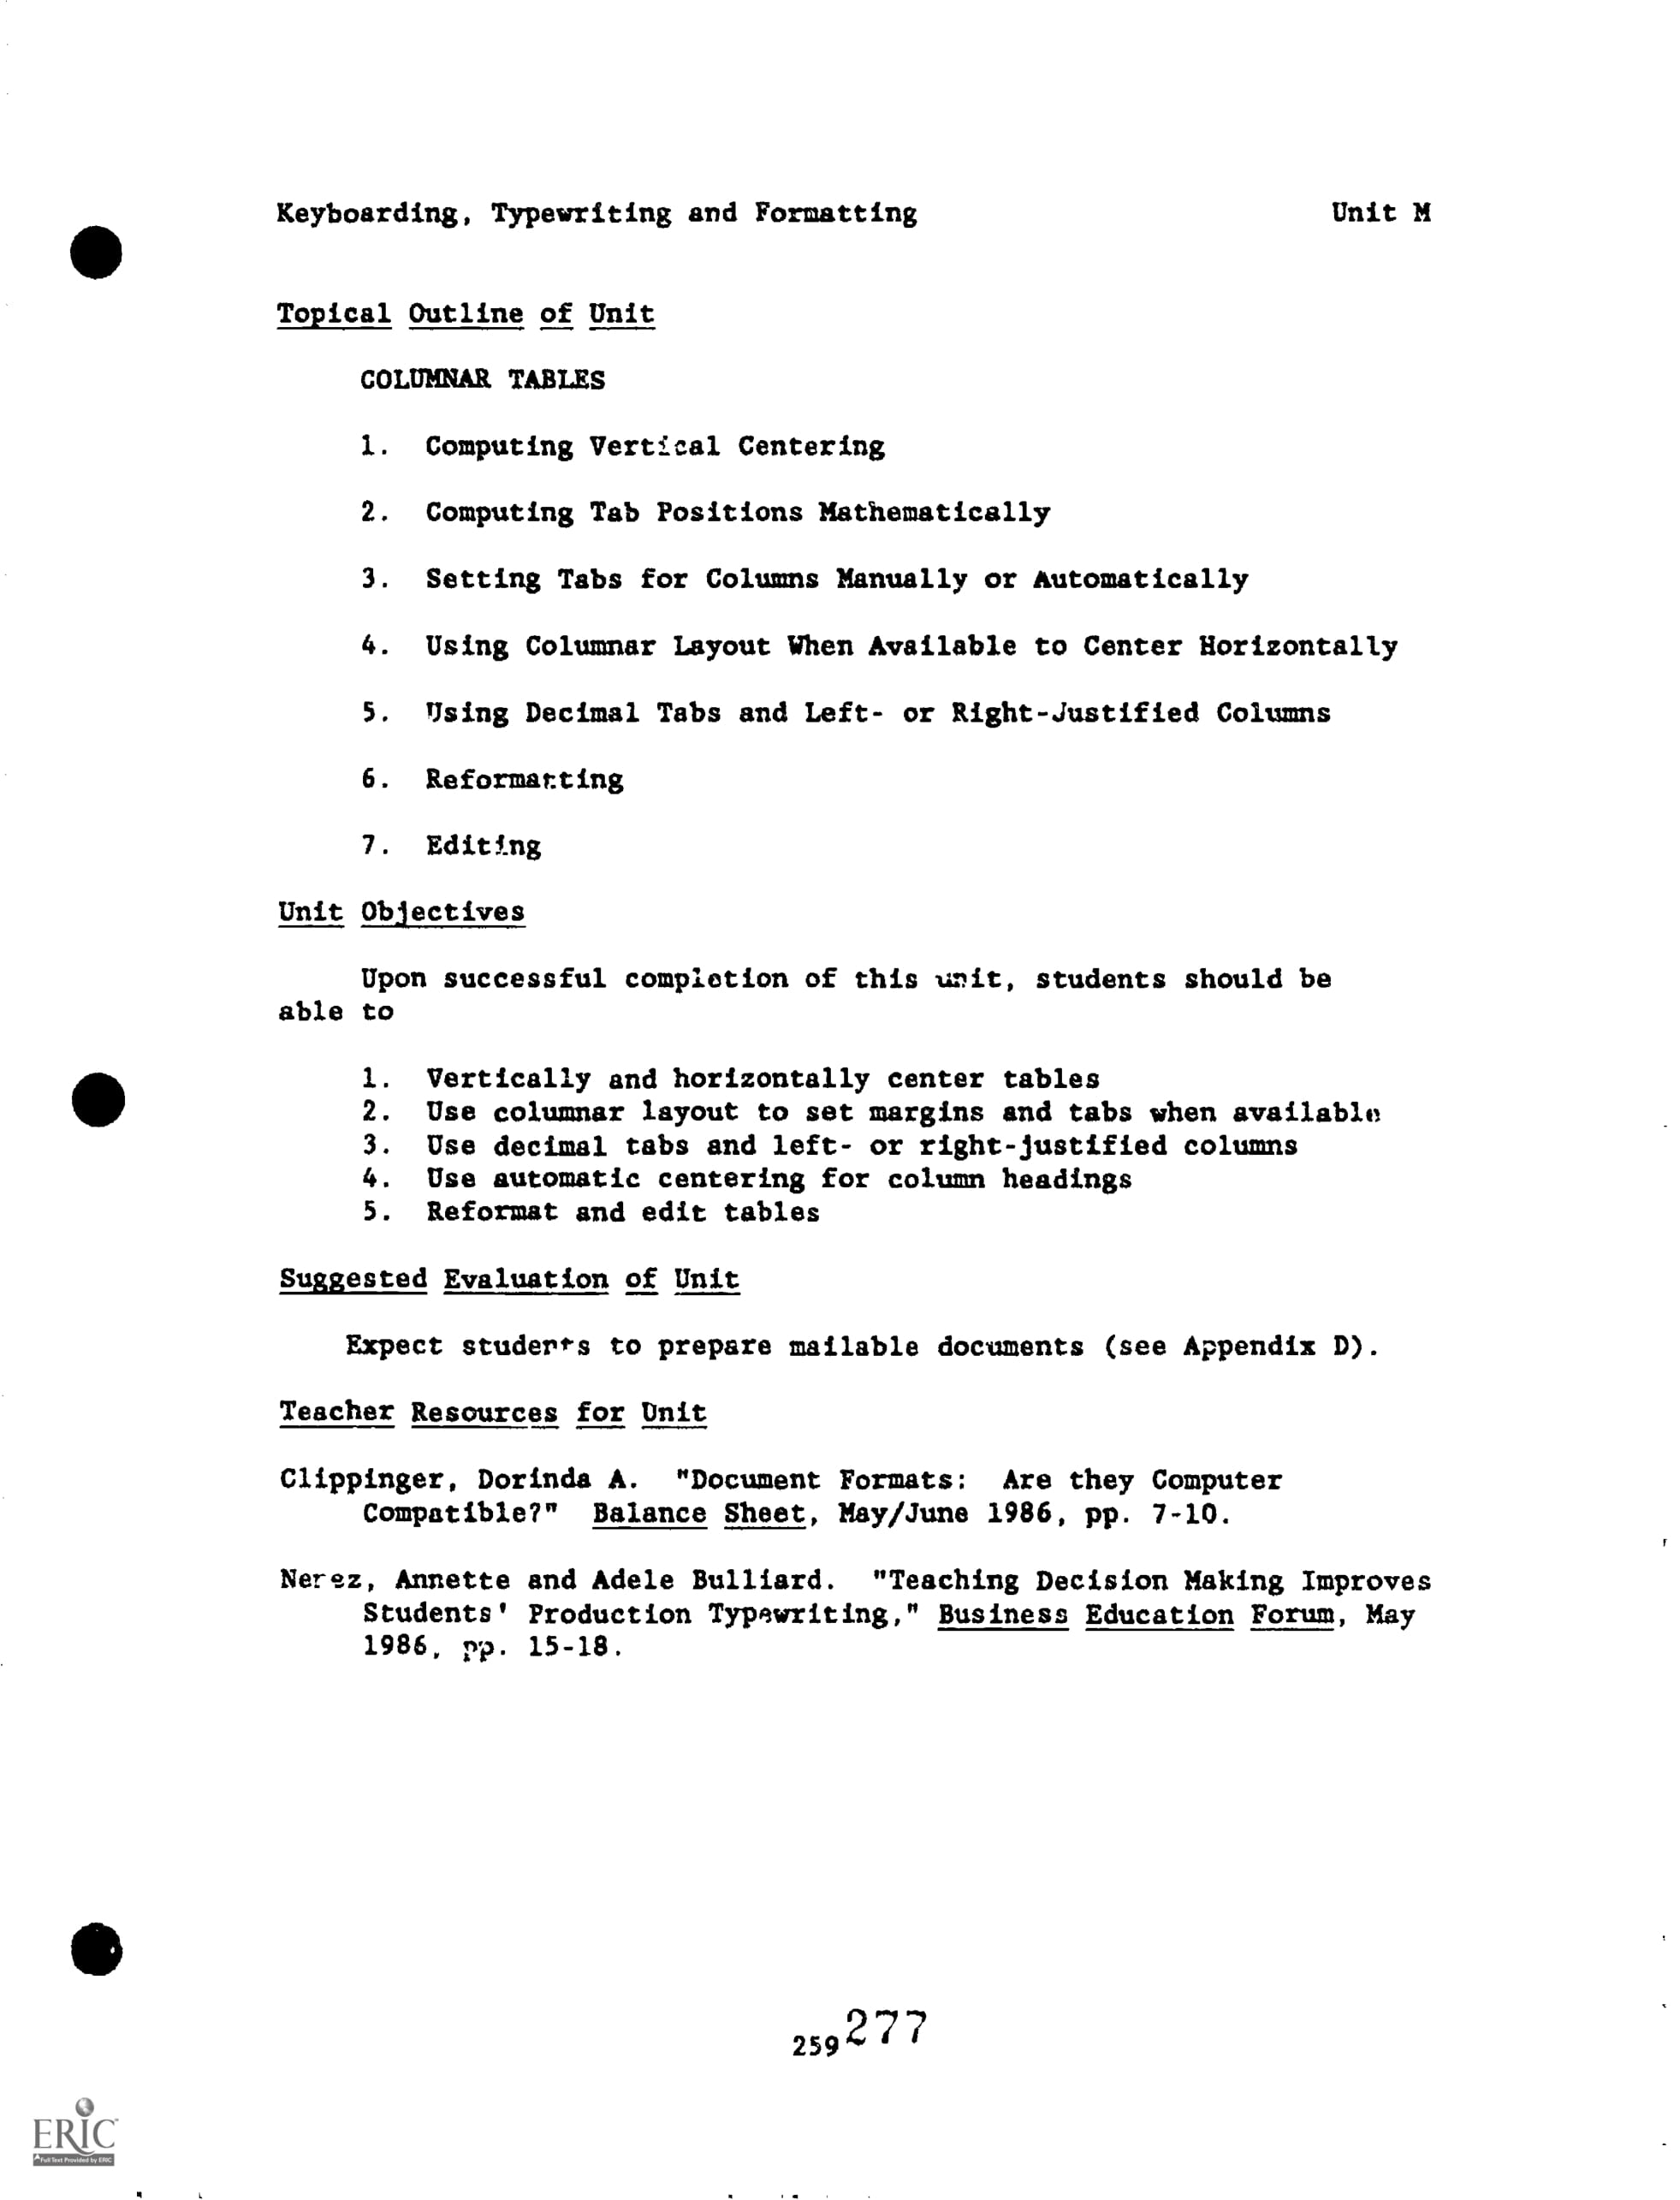 Keyboarding, Typewriting and Formatting Unit M
Topical Outline of Unit
COLUMNAR TABLES
1. Computing Vertical Centering
2. Computing Tab Positions Mathematically
3. Setting Tabs for Columns Manually or Automatically
4. Using Columnar Layout When Available to Center Horizontally
5. Using Decimal Tabs and Left- or Right-Justified Columns
6. Reformatting
7. Editing
Unit Objectives
Upon successful completion of this unit, students should be
able to
1. Vertically and horizontally center tables
2. Use columnar layout to set margins and tabs when available
3. Use decimal tabs and left- or right-justified columns
4. Use automatic centering for column headings
5. Reformat and edit tables
Suggested Evaluation of Unit
Expect students to prepare mailable documents (see Appendix D).
Teacher Resources for Unit
Clippinger, Dorinda A. "Document Formats: Are they Computer
Compatible?" Balance Sheet, May/June 1986, pp. 7-10.
Nerez, Annette and Adele Bulliard. "Teaching Decision Making Improves
Students' Production Typewriting," Business Education Forum, May
1986, pp. 15-18.
259 277
ERIC
Full Text Provided by ERIC